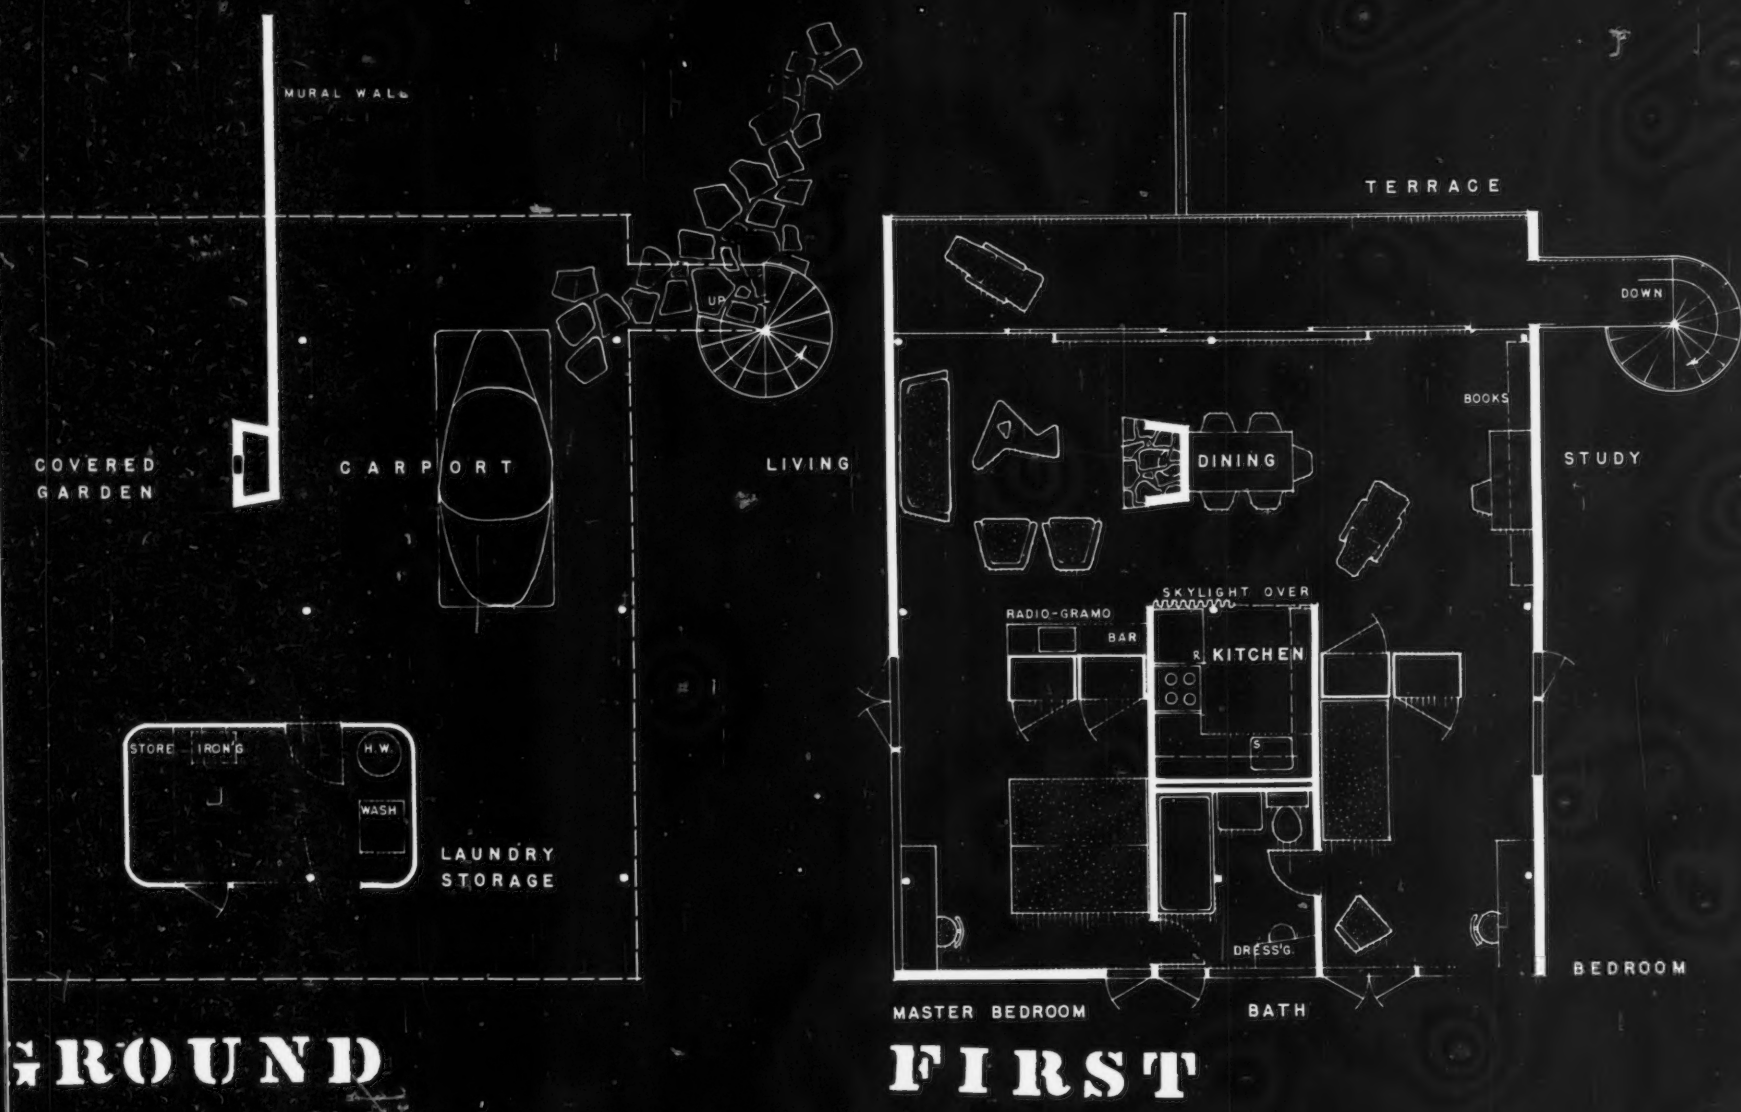 MURAL WALL
UP
COVERED
GARDEN
CARPORT
STORE
IRON'G
H.W.
WASH
LAUNDRY
STORAGE
GROUND
TERRACE
DOWN
BOOKS
LIVING
DINING
STUDY
SKYLIGHT OVER
RADIO-GRAMO
BAR
R
KITCHEN
S
DRESS'G.
BEDROOM
MASTER BEDROOM
BATH
FIRST